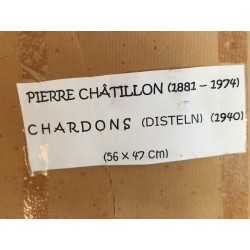 PIERRE CHÂTILLON (1881 – 1974)
CHARDONS (DISTELN) (1940)
(56 x 47 cm)